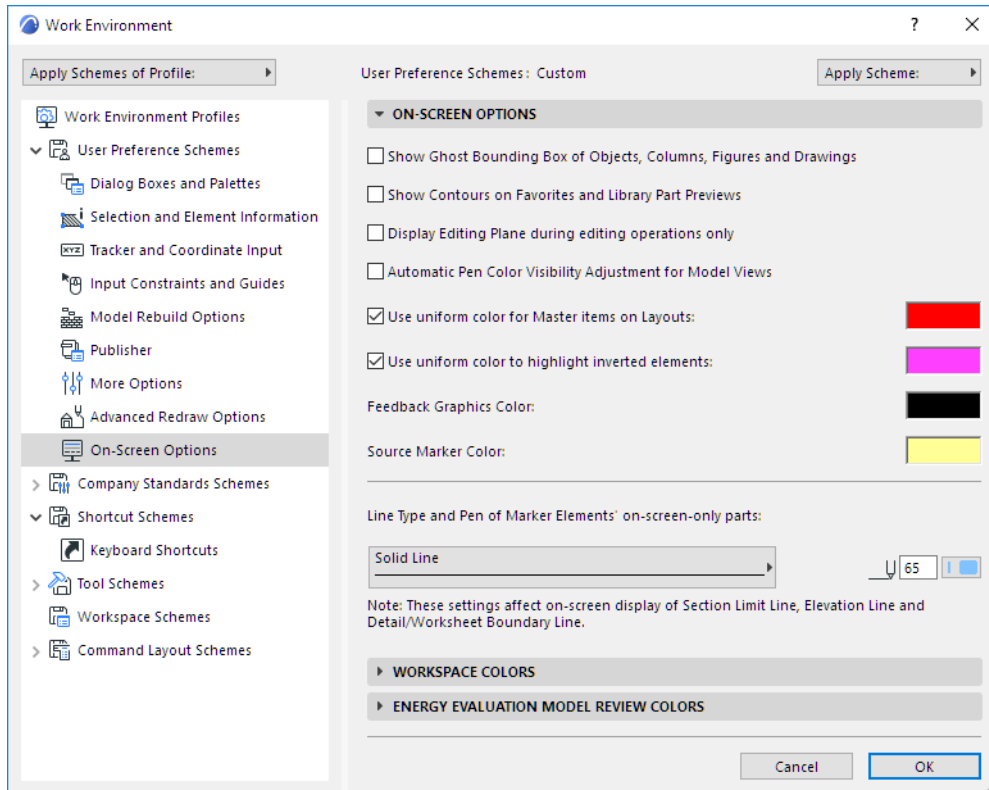 Work Environment
?
Apply Schemes of Profile:
User Preference Schemes: Custom
Apply Scheme:
Work Environment Profiles
User Preference Schemes
Dialog Boxes and Palettes
Selection and Element Information
XYZ Tracker and Coordinate Input
Input Constraints and Guides
Model Rebuild Options
Publisher
More Options
Advanced Redraw Options
On-Screen Options
Company Standards Schemes
Shortcut Schemes
Keyboard Shortcuts
Tool Schemes
Workspace Schemes
Command Layout Schemes
ON-SCREEN OPTIONS
Show Ghost Bounding Box of Objects, Columns, Figures and Drawings
Show Contours on Favorites and Library Part Previews
Display Editing Plane during editing operations only
Automatic Pen Color Visibility Adjustment for Model Views
Use uniform color for Master items on Layouts:
Use uniform color to highlight inverted elements:
Feedback Graphics Color:
Source Marker Color:
Line Type and Pen of Marker Elements' on-screen-only parts:
Solid Line
65
Note: These settings affect on-screen display of Section Limit Line, Elevation Line and
Detail/Worksheet Boundary Line.
WORKSPACE COLORS
ENERGY EVALUATION MODEL REVIEW COLORS
Cancel
OK